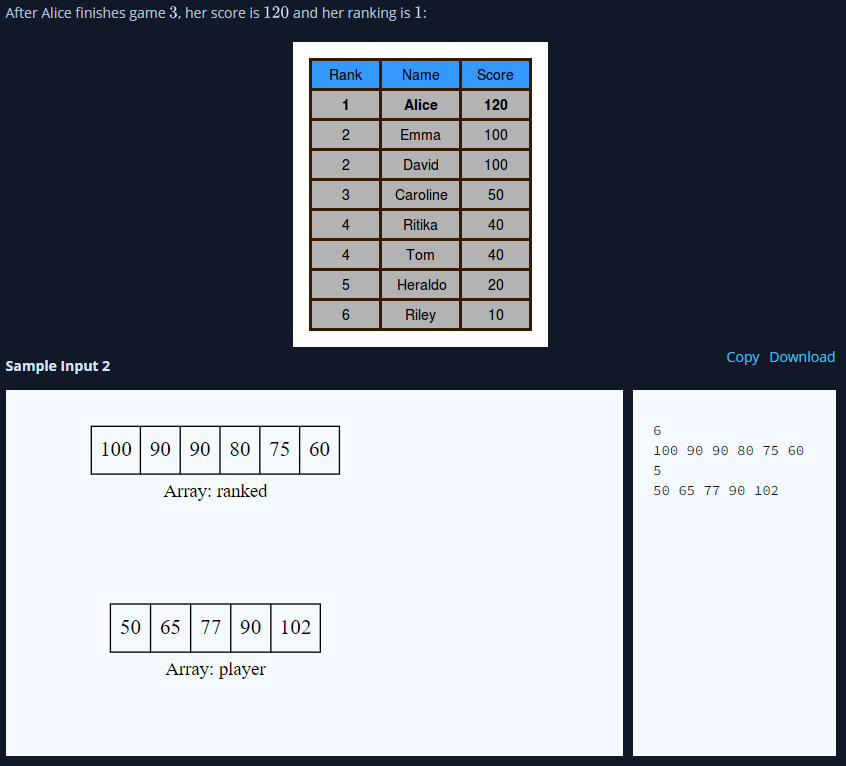 After Alice finishes game 3, her score is 120 and her ranking is 1:
Rank Name Score
1 Alice 120
2 Emma 100
2 David 100
3 Caroline 50
4 Ritika 40
4 Tom 40
5 Heraldo 20
6 Riley 10
Copy Download
Sample Input 2
100 90 90 80 75 60
Array: ranked
50 65 77 90 102
Array: player
6
100 90 90 80 75 60
5
50 65 77 90 102